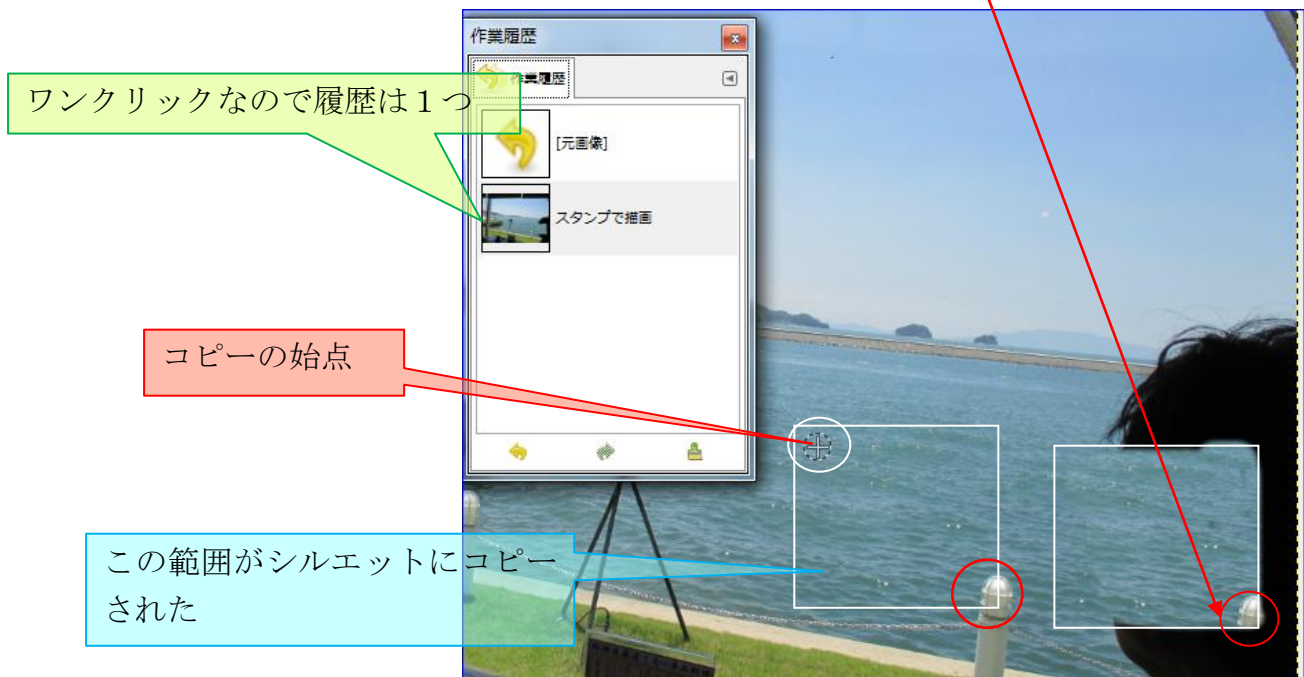 作業履歴
作業履歴
ワンクリックなので履歴は１つ
[元画像]
スタンプで描画
コピーの始点
この範囲がシルエットにコピー
された